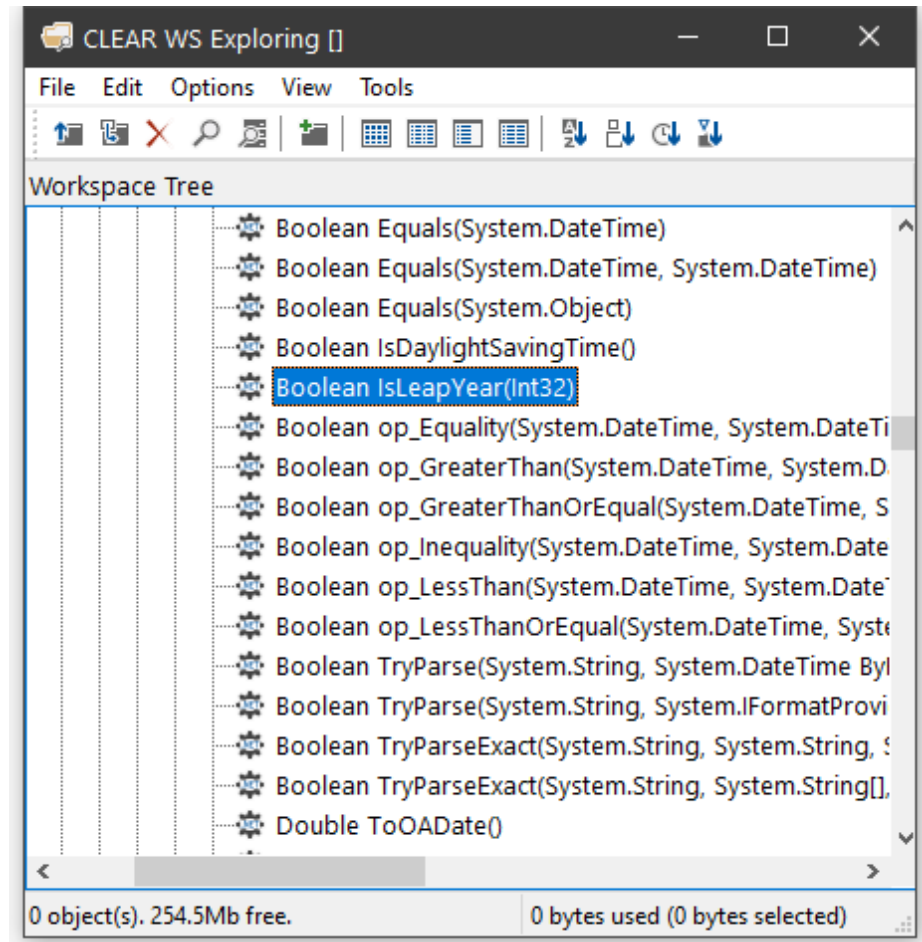 CLEAR WS Exploring []
File Edit Options View Tools
Workspace Tree
Boolean Equals(System.DateTime)
Boolean Equals(System.DateTime, System.DateTime)
Boolean Equals(System.Object)
Boolean IsDaylightSavingTime()
Boolean IsLeapYear(Int32)
Boolean op_Equality(System.DateTime, System.DateTi
Boolean op_GreaterThan(System.DateTime, System.D
Boolean op_GreaterThanOrEqual(System.DateTime, S
Boolean op_Inequality(System.DateTime, System.Date
Boolean op_LessThan(System.DateTime, System.Date
Boolean op_LessThanOrEqual(System.DateTime, Syste
Boolean TryParse(System.String, System.DateTime By
Boolean TryParse(System.String, System.IFormatProvi
Boolean TryParseExact(System.String, System.String,
Boolean TryParseExact(System.String, System.String[],
Double ToOADate()
0 object(s). 254.5Mb free. 0 bytes used (0 bytes selected)